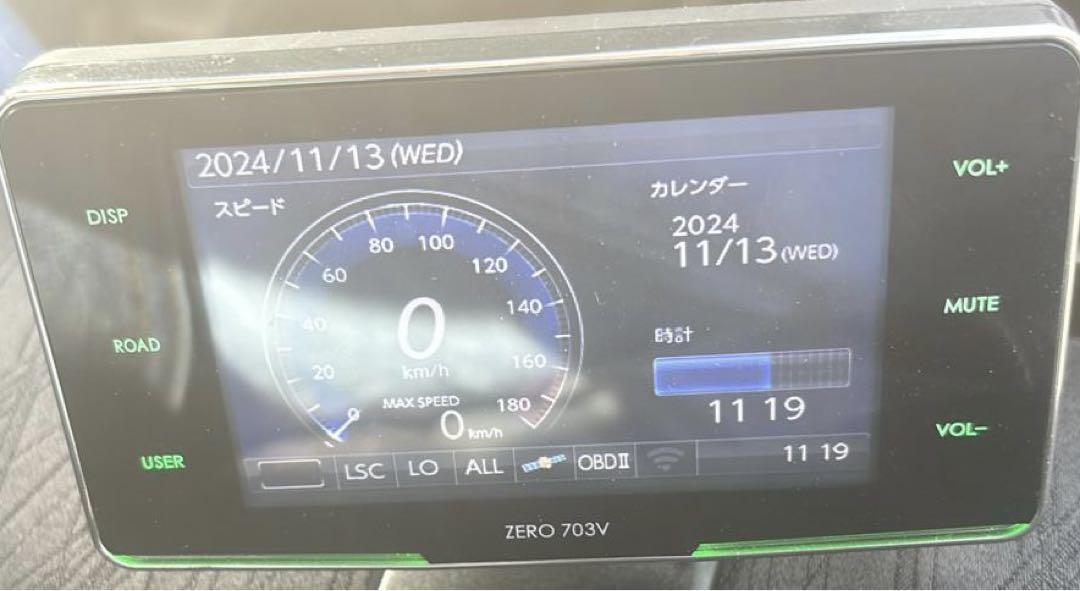 2024/11/13(WED)
スピード
カレンダー
2024
11/13(WED)
80
100
60
120
40
140
20
160
0
180
0
km/h
MAX SPEED
0km/h
時計
11 19
LSC
LO
ALL
OBDⅡ
11 19
DISP
ROAD
USER
VOL+
MUTE
VOL-
ZERO 703V